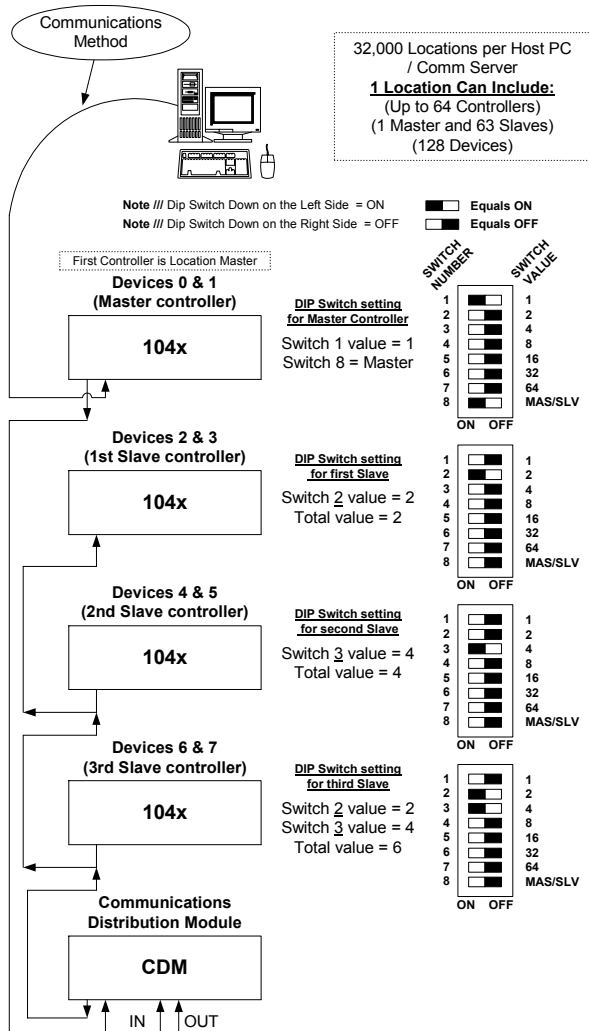 Communications
Method
32,000 Locations per Host PC
/ Comm Server
1 Location Can Include:
(Up to 64 Controllers)
(1 Master and 63 Slaves)
(128 Devices)
Note /// Dip Switch Down on the Left Side = ON
Equals ON
Note /// Dip Switch Down on the Right Side = OFF
Equals OFF
First Controller is Location Master
Devices 0 & 1
(Master controller)
104x
DIP Switch setting
for Master Controller
Switch 1 value = 1
Switch 8 = Master
SWITCH
NUMBER
SWITCH
VALUE
1 1
2 2
3 4
4 8
5 16
6 32
7 64
8 MAS/SLV
ON OFF
Devices 2 & 3
(1st Slave controller)
104x
DIP Switch setting
for first Slave
Switch 2 value = 2
Total value = 2
1 1
2 2
3 4
4 8
5 16
6 32
7 64
8 MAS/SLV
ON OFF
Devices 4 & 5
(2nd Slave controller)
104x
DIP Switch setting
for second Slave
Switch 3 value = 4
Total value = 4
1 1
2 2
3 4
4 8
5 16
6 32
7 64
8 MAS/SLV
ON OFF
Devices 6 & 7
(3rd Slave controller)
104x
DIP Switch setting
for third Slave
Switch 2 value = 2
Switch 3 value = 4
Total value = 6
1 1
2 2
3 4
4 8
5 16
6 32
7 64
8 MAS/SLV
ON OFF
Communications
Distribution Module
CDM
IN OUT